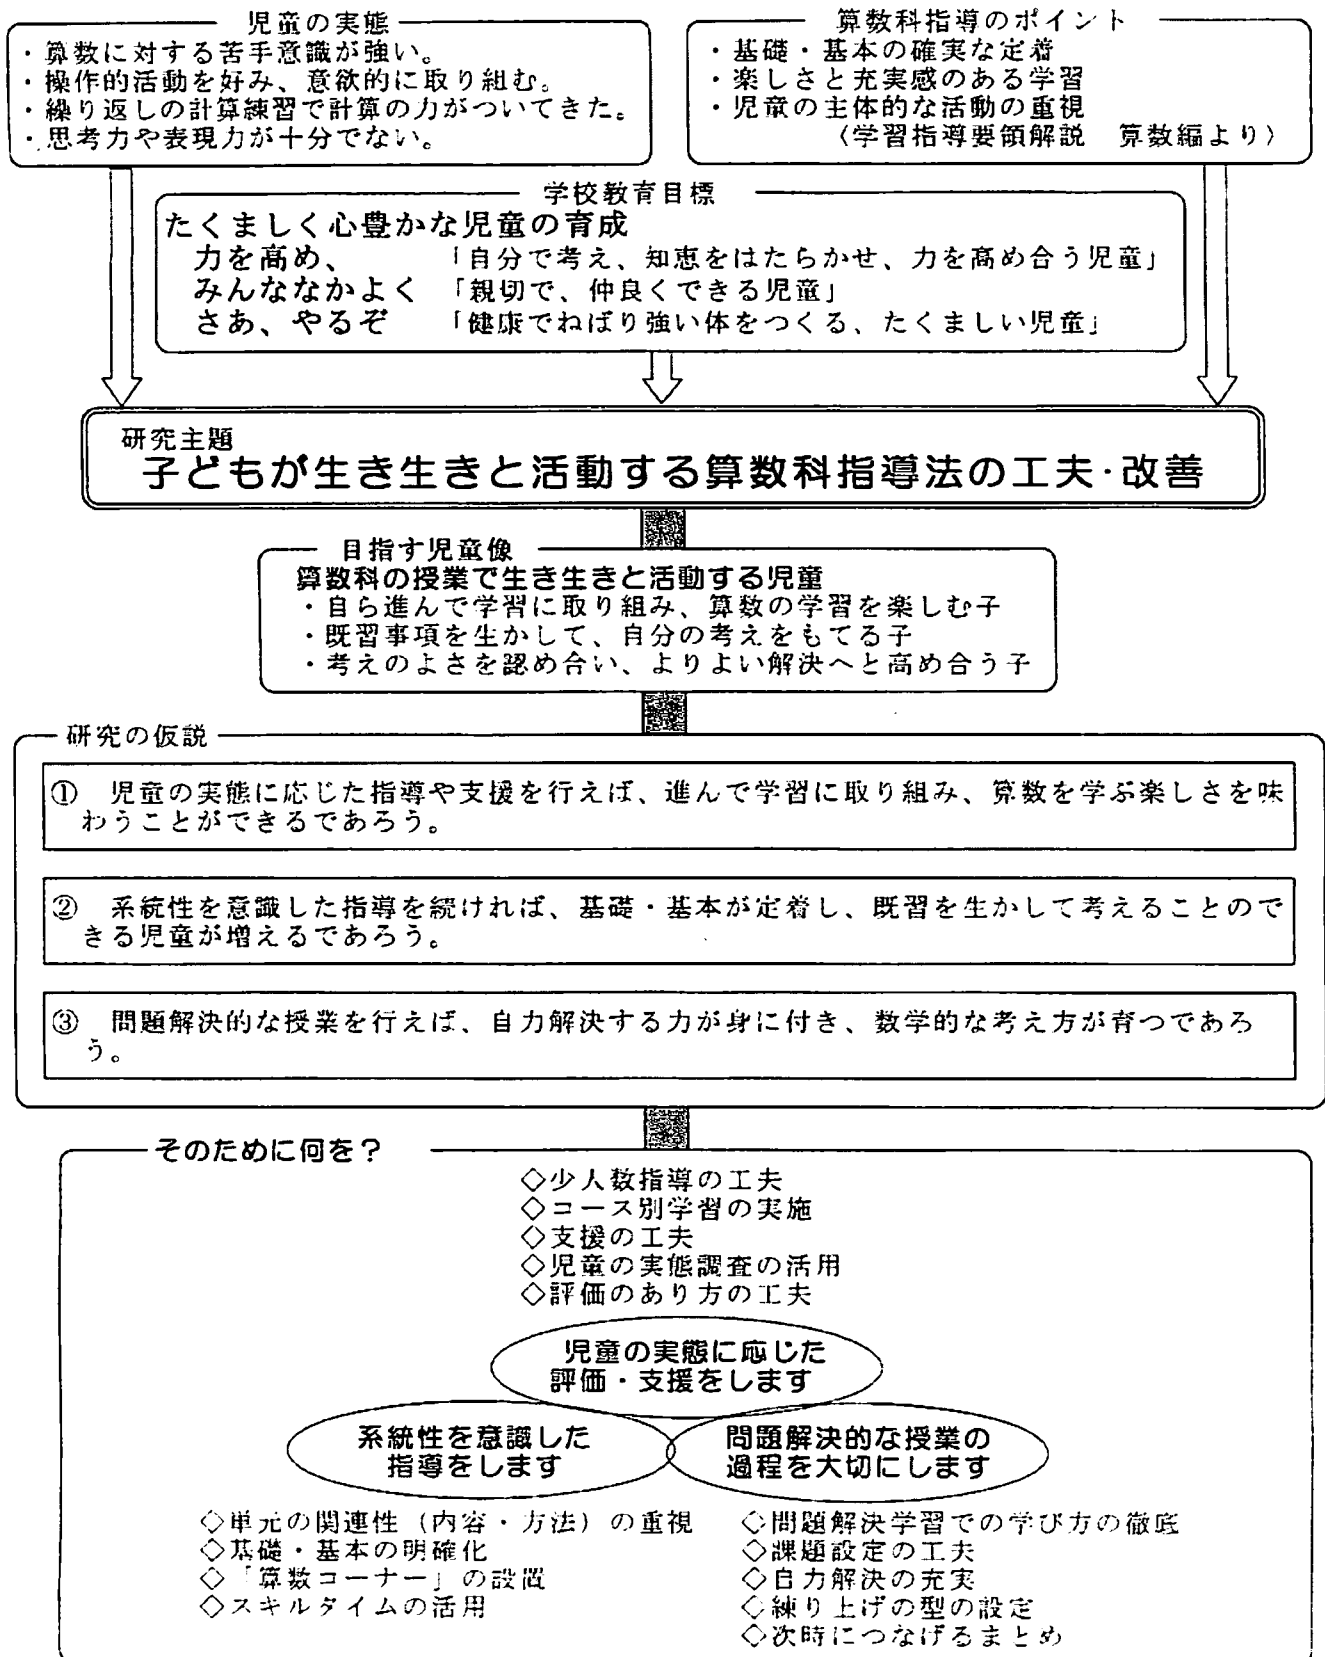 児童の実態
・算数に対する苦手意識が強い。
・操作的活動を好み、意欲的に取り組む。
・繰り返しの計算練習で計算の力がついてきた。
・思考力や表現力が十分でない。
算数科指導のポイント
・基礎・基本の確実な定着
・楽しさと充実感のある学習
・児童の主体的な活動の重視
〈学習指導要領解説 算数編より〉
学校教育目標
たくましく心豊かな児童の育成
力を高め、 「自分で考え、知恵をはたらかせ、力を高め合う児童」
みんななかよく 「親切で、仲良くできる児童」
さあ、やるぞ 「健康でねばり強い体をつくる、たくましい児童」
研究主題
子どもが生き生きと活動する算数科指導法の工夫・改善
目指す児童像
算数科の授業で生き生きと活動する児童
・自ら進んで学習に取り組み、算数の学習を楽しむ子
・既習事項を生かして、自分の考えをもてる子
・考えのよさを認め合い、よりよい解決へと高め合う子
研究の仮説
① 児童の実態に応じた指導や支援を行えば、進んで学習に取り組み、算数を学ぶ楽しさを味
わうことができるであろう。
② 系統性を意識した指導を続ければ、基礎・基本が定着し、既習を生かして考えることので
きる児童が増えるであろう。
③ 問題解決的な授業を行えば、自力解決する力が身に付き、数学的な考え方が育つであろ
う。
そのために何を？
◇少人数指導の工夫
◇コース別学習の実施
◇支援の工夫
◇児童の実態調査の活用
◇評価のあり方の工夫
児童の実態に応じた
評価・支援をします
系統性を意識した
指導をします
問題解決的な授業の
過程を大切にします
◇単元の関連性（内容・方法）の重視
◇基礎・基本の明確化
◇「算数コーナー」の設置
◇スキルタイムの活用
◇問題解決学習での学び方の徹底
◇課題設定の工夫
◇自力解決の充実
◇練り上げの型の設定
◇次時につなげるまとめ